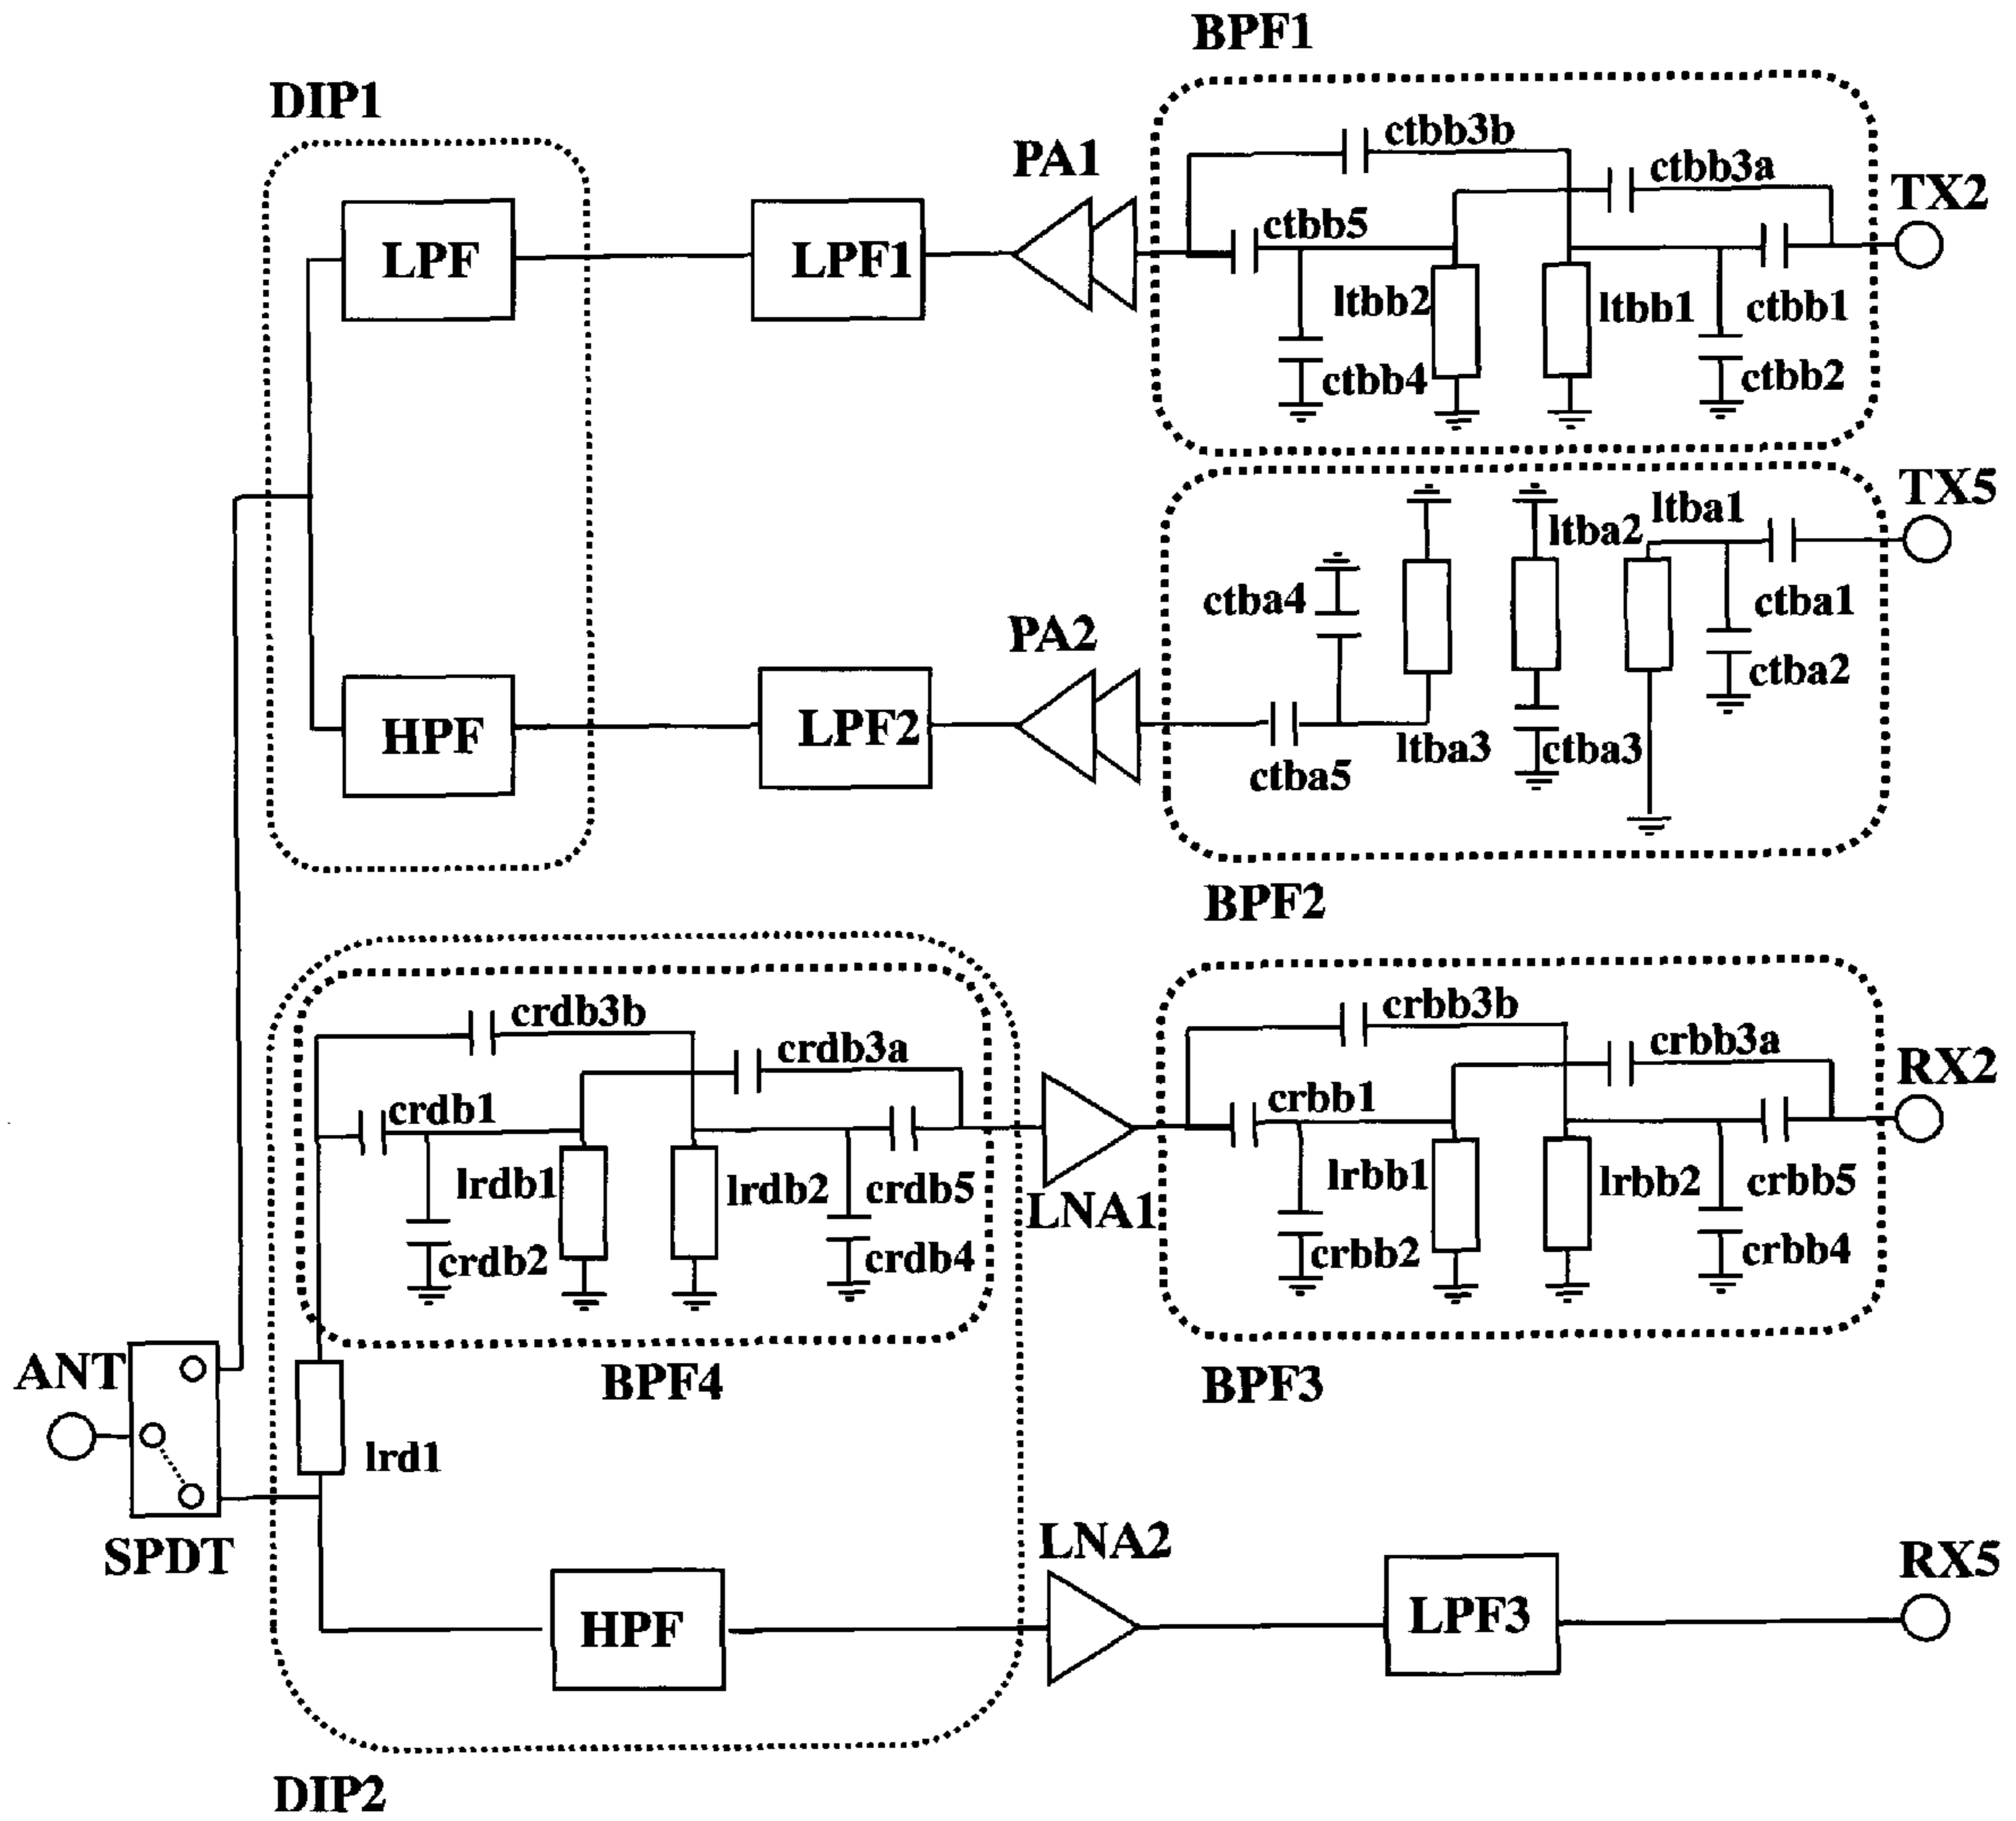 BPF1
DIP1
ctbb3b
PA1
ctbb3a
TX2
ctbb5
LPF
LPF1
ltbb2
ltbb1
ctbb1
ctbb4
ctbb2
TX5
ltba1
ltba2
ctba4
ctba1
PA2
ctba2
HPF
LPF2
ltba3
ctba3
ctba5
BPF2
crdb3b
crbb3b
crdb3a
crbb3a
RX2
crdb1
crbb1
lrdb1
lrdb2
crdb5
LNA1
lrbb1
lrbb2
crbb5
crdb2
crdb4
crbb2
crbb4
ANT
BPF4
BPF3
lrd1
SPDT
LNA2
RX5
HPF
LPF3
DIP2